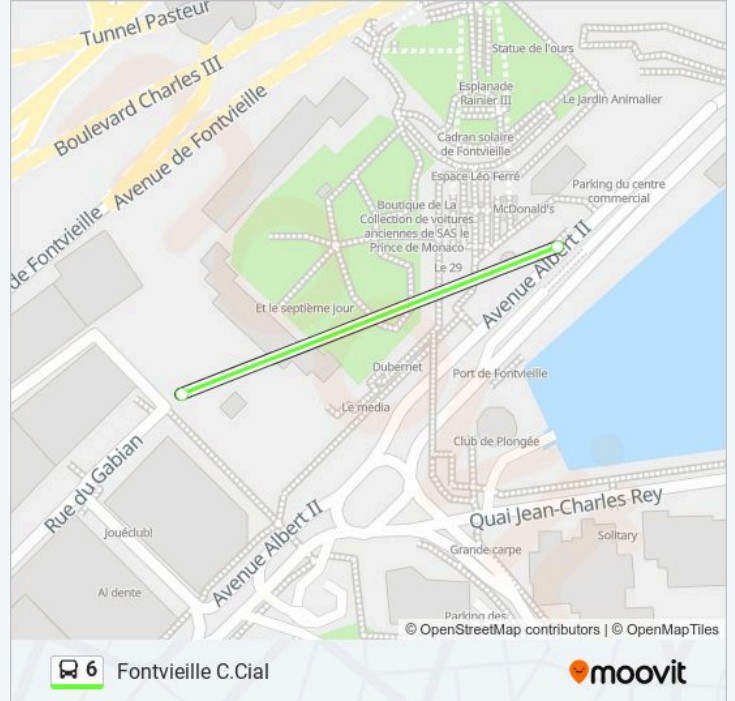 Tunnel Pasteur
Boulevard Charles III
Avenue de Fontvieille
de Fontvieille
Statue de l'ours
Esplanade
Rainier III
Le Jardin Animalier
Cadran solaire
de Fontvieille
Espace Léo Ferré
Parking du centre
commercial
McDonald's
Boutique de La
Collection de voitures
anciennes de SAS le
Prince de Monaco
Le 29
Avenue Albert II
Et le septième jour
Dubernet
Port de Fontvieille
Le media
Club de Plongée
Rue du Gabian
Quai Jean-Charles Rey
Avenue Albert II
Jouéclub!
Solitary
Grande carpe
Al dente
Parking des
© OpenStreetMap contributors | © OpenMapTiles
6 Fontvieille C.Cial
moovit